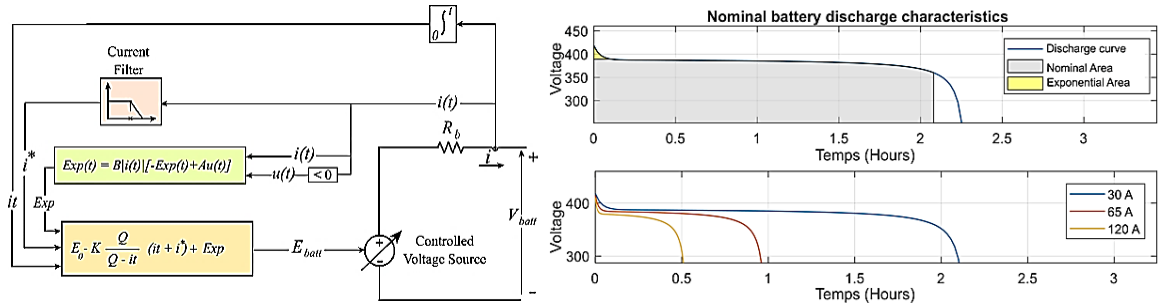 0∫t
Current
Filter
i(t)
R_b
i
+
i*
Exp(t) = B|i(t)|[-Exp(t)+Au(t)]
i(t)
u(t)
< 0
it
Exp
V_batt
E_0 - K Q/(Q - it) (it + i*) + Exp
E_batt
+
-
Controlled
Voltage Source
–
Nominal battery discharge characteristics
Voltage
450
400
350
300
Discharge curve
Nominal Area
Exponential Area
0 0.5 1 1.5 2 2.5 3
Temps (Hours)
Voltage
400
300
30 A
65 A
120 A
0 0.5 1 1.5 2 2.5 3
Temps (Hours)